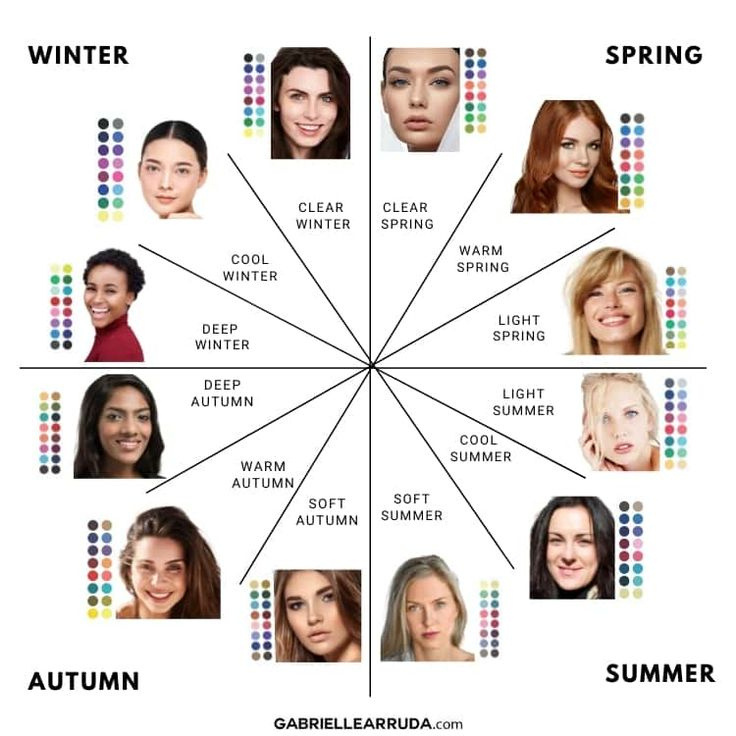 WINTER
SPRING
CLEAR
WINTER
CLEAR
SPRING
COOL
WINTER
WARM
SPRING
DEEP
WINTER
LIGHT
SPRING
DEEP
AUTUMN
LIGHT
SUMMER
WARM
AUTUMN
COOL
SUMMER
SOFT
AUTUMN
SOFT
SUMMER
AUTUMN
SUMMER
GABRIELLEARRUDA.com